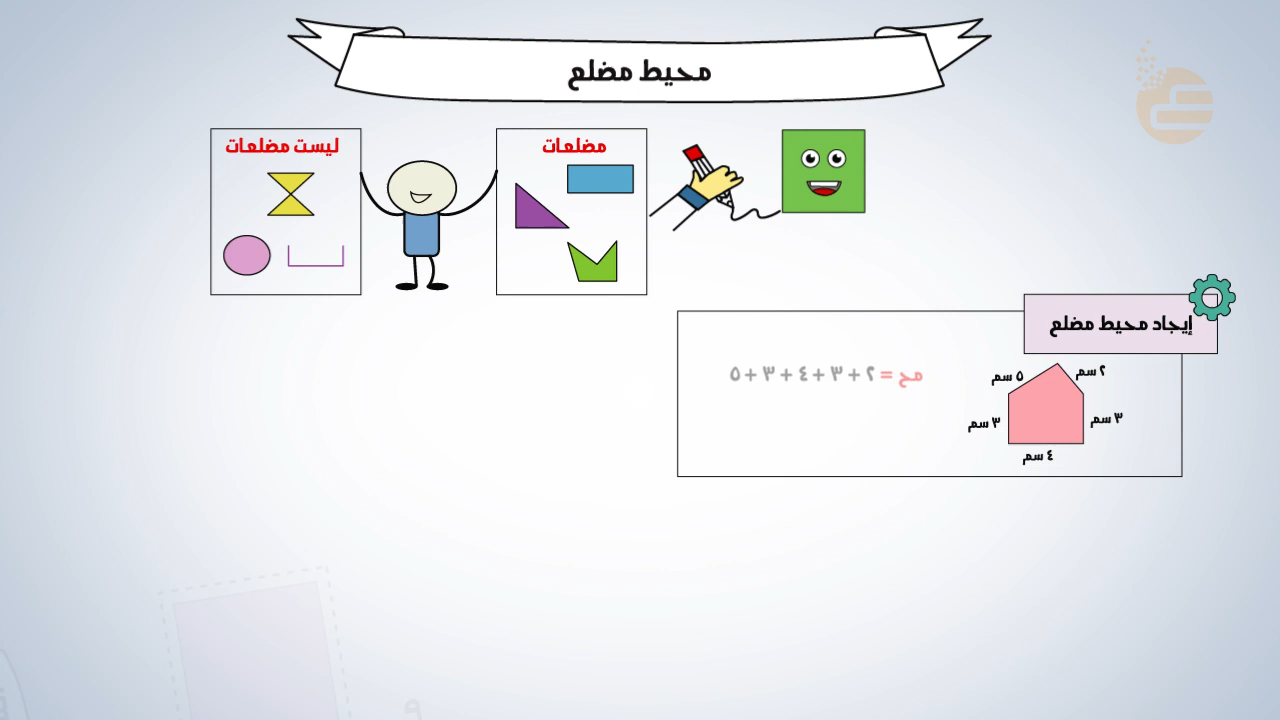 محيط مضلع
مضلعات
ليست مضلعات
إيجاد محيط مضلع
٢ سم
٥ سم
٣ سم
٣ سم
٤ سم
مح = ٢ + ٣ + ٤ + ٣ + ٥